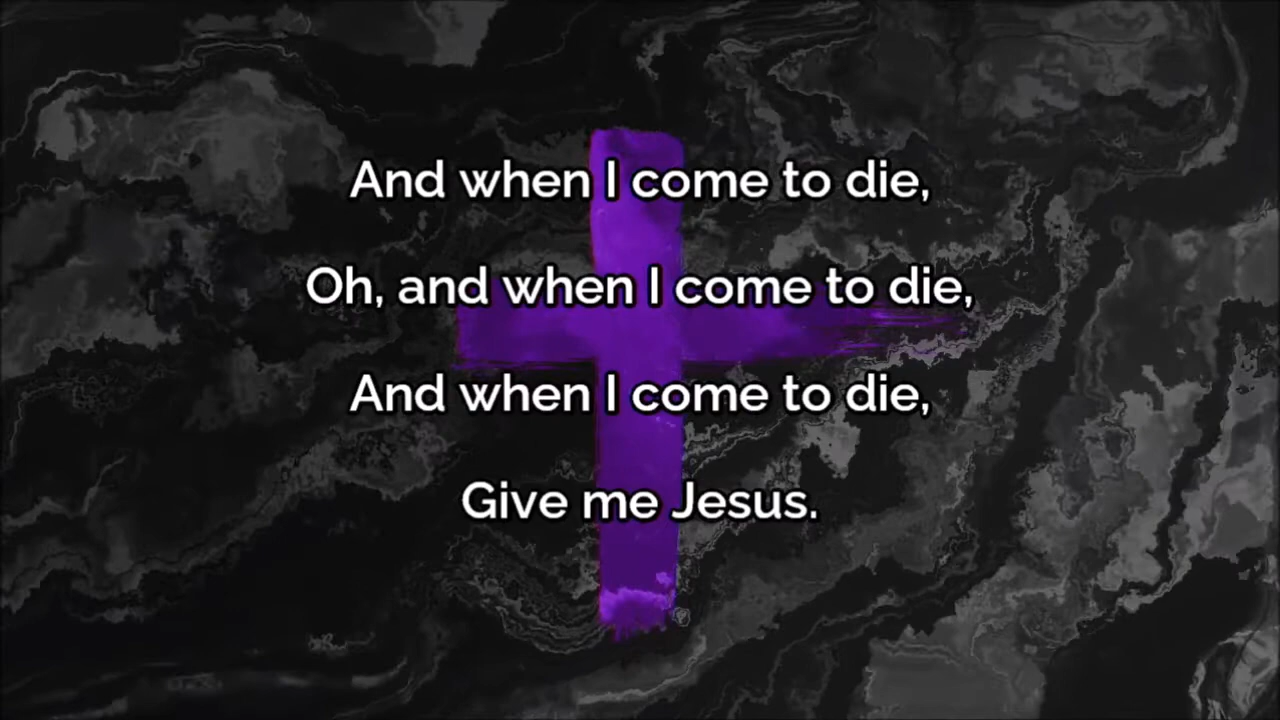 And when I come to die,
Oh, and when I come to die,
And when I come to die,
Give me Jesus.